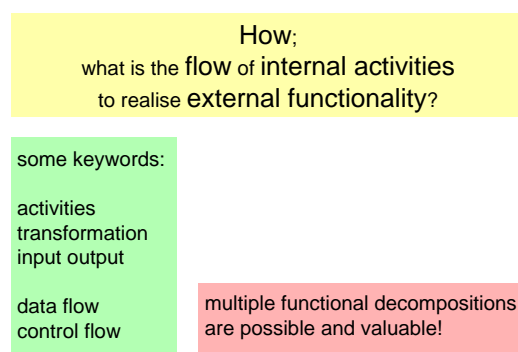 How;
what is the flow of internal activities
to realise external functionality?
some keywords:
activities
transformation
input output
data flow
control flow
multiple functional decompositions
are possible and valuable!